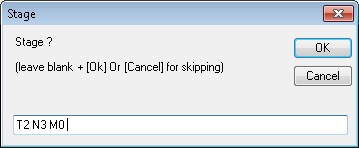 Stage
Stage ?
OK
(leave blank + [Ok] Or [Cancel] for skipping)
Cancel
T2 N3 M0